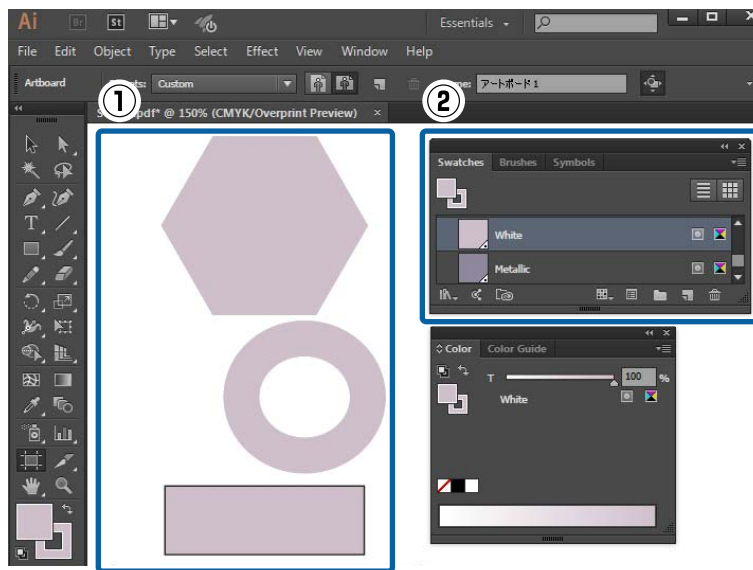 Ai Br St Essentials
File Edit Object Type Select Effect View Window Help
Artboard Custom アートボード 1
① ②
pdf* @ 150% (CMYK/Overprint Preview) ×
Swatches Brushes Symbols
White
Metallic
Color Color Guide
T 100 %
White